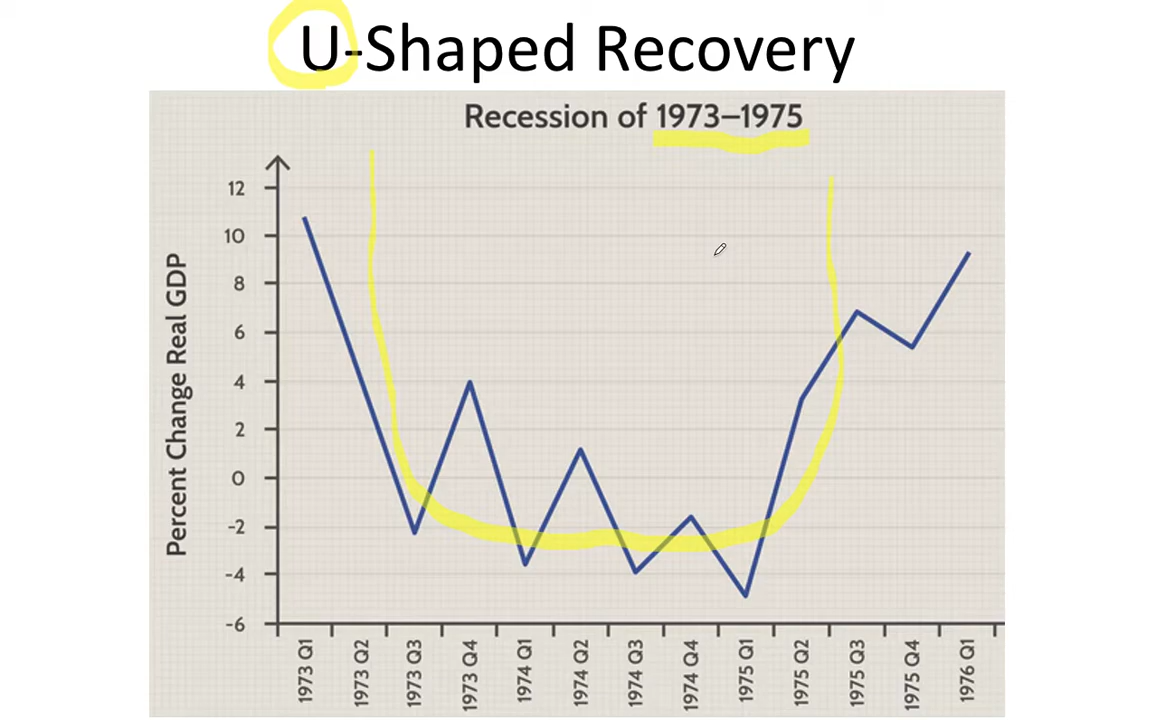 U-Shaped Recovery
Recession of 1973–1975
Percent Change Real GDP
12
10
8
6
4
2
0
-2
-4
-6
1973 Q1
1973 Q2
1973 Q3
1973 Q4
1974 Q1
1974 Q2
1974 Q3
1974 Q4
1975 Q1
1975 Q2
1975 Q3
1975 Q4
1976 Q1